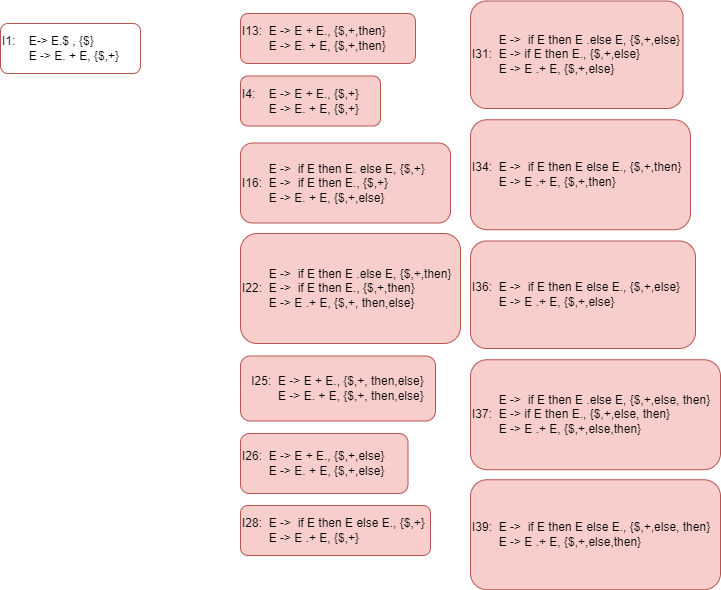 I1: E-> E.$ , {$}
E -> E. + E, {$,+}
I13: E -> E + E., {$,+,then}
E -> E. + E, {$,+,then}
I4: E -> E + E., {$,+}
E -> E. + E, {$,+}
E -> if E then E. else E, {$,+}
I16: E -> if E then E., {$,+}
E -> E. + E, {$,+,else}
E -> if E then E .else E, {$,+,then}
I22: E -> if E then E., {$,+,then}
E -> E .+ E, {$,+, then,else}
I25: E -> E + E., {$,+, then,else}
E -> E. + E, {$,+, then,else}
I26: E -> E + E., {$,+,else}
E -> E. + E, {$,+,else}
I28: E -> if E then E else E., {$,+}
E -> E .+ E, {$,+}
E -> if E then E .else E, {$,+,else}
I31: E -> if E then E., {$,+,else}
E -> E .+ E, {$,+,else}
I34: E -> if E then E else E., {$,+,then}
E -> E .+ E, {$,+,then}
I36: E -> if E then E else E., {$,+,else}
E -> E .+ E, {$,+,else}
E -> if E then E .else E, {$,+,else, then}
I37: E -> if E then E., {$,+,else, then}
E -> E .+ E, {$,+,else,then}
I39: E -> if E then E else E., {$,+,else, then}
E -> E .+ E, {$,+,else,then}